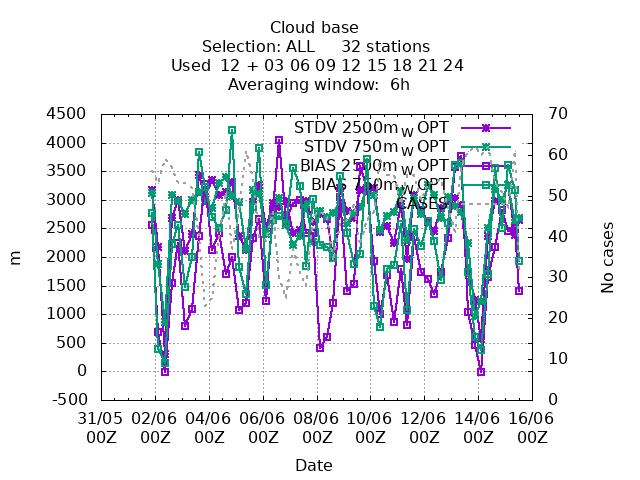 Cloud base
Selection: ALL 32 stations
Used 12 + 03 06 09 12 15 18 21 24
Averaging window: 6h
4500
4000
3500
3000
2500
2000
1500
1000
500
0
-500
m
70
60
50
40
30
20
10
0
No cases
STDV 2500m W OPT
STDV 750m W OPT
BIAS 2500m W OPT
BIAS 750m W OPT
CASES
31/05 02/06 04/06 06/06 08/06 10/06 12/06 14/06 16/06
00Z 00Z 00Z 00Z 00Z 00Z 00Z 00Z 00Z
Date